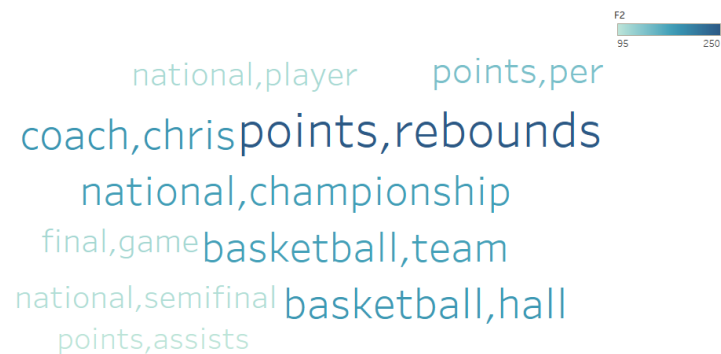 F2
95 250
national,player points,per
coach,chris points,rebounds
national,championship
final,game basketball,team
national,semifinal basketball,hall
points,assists